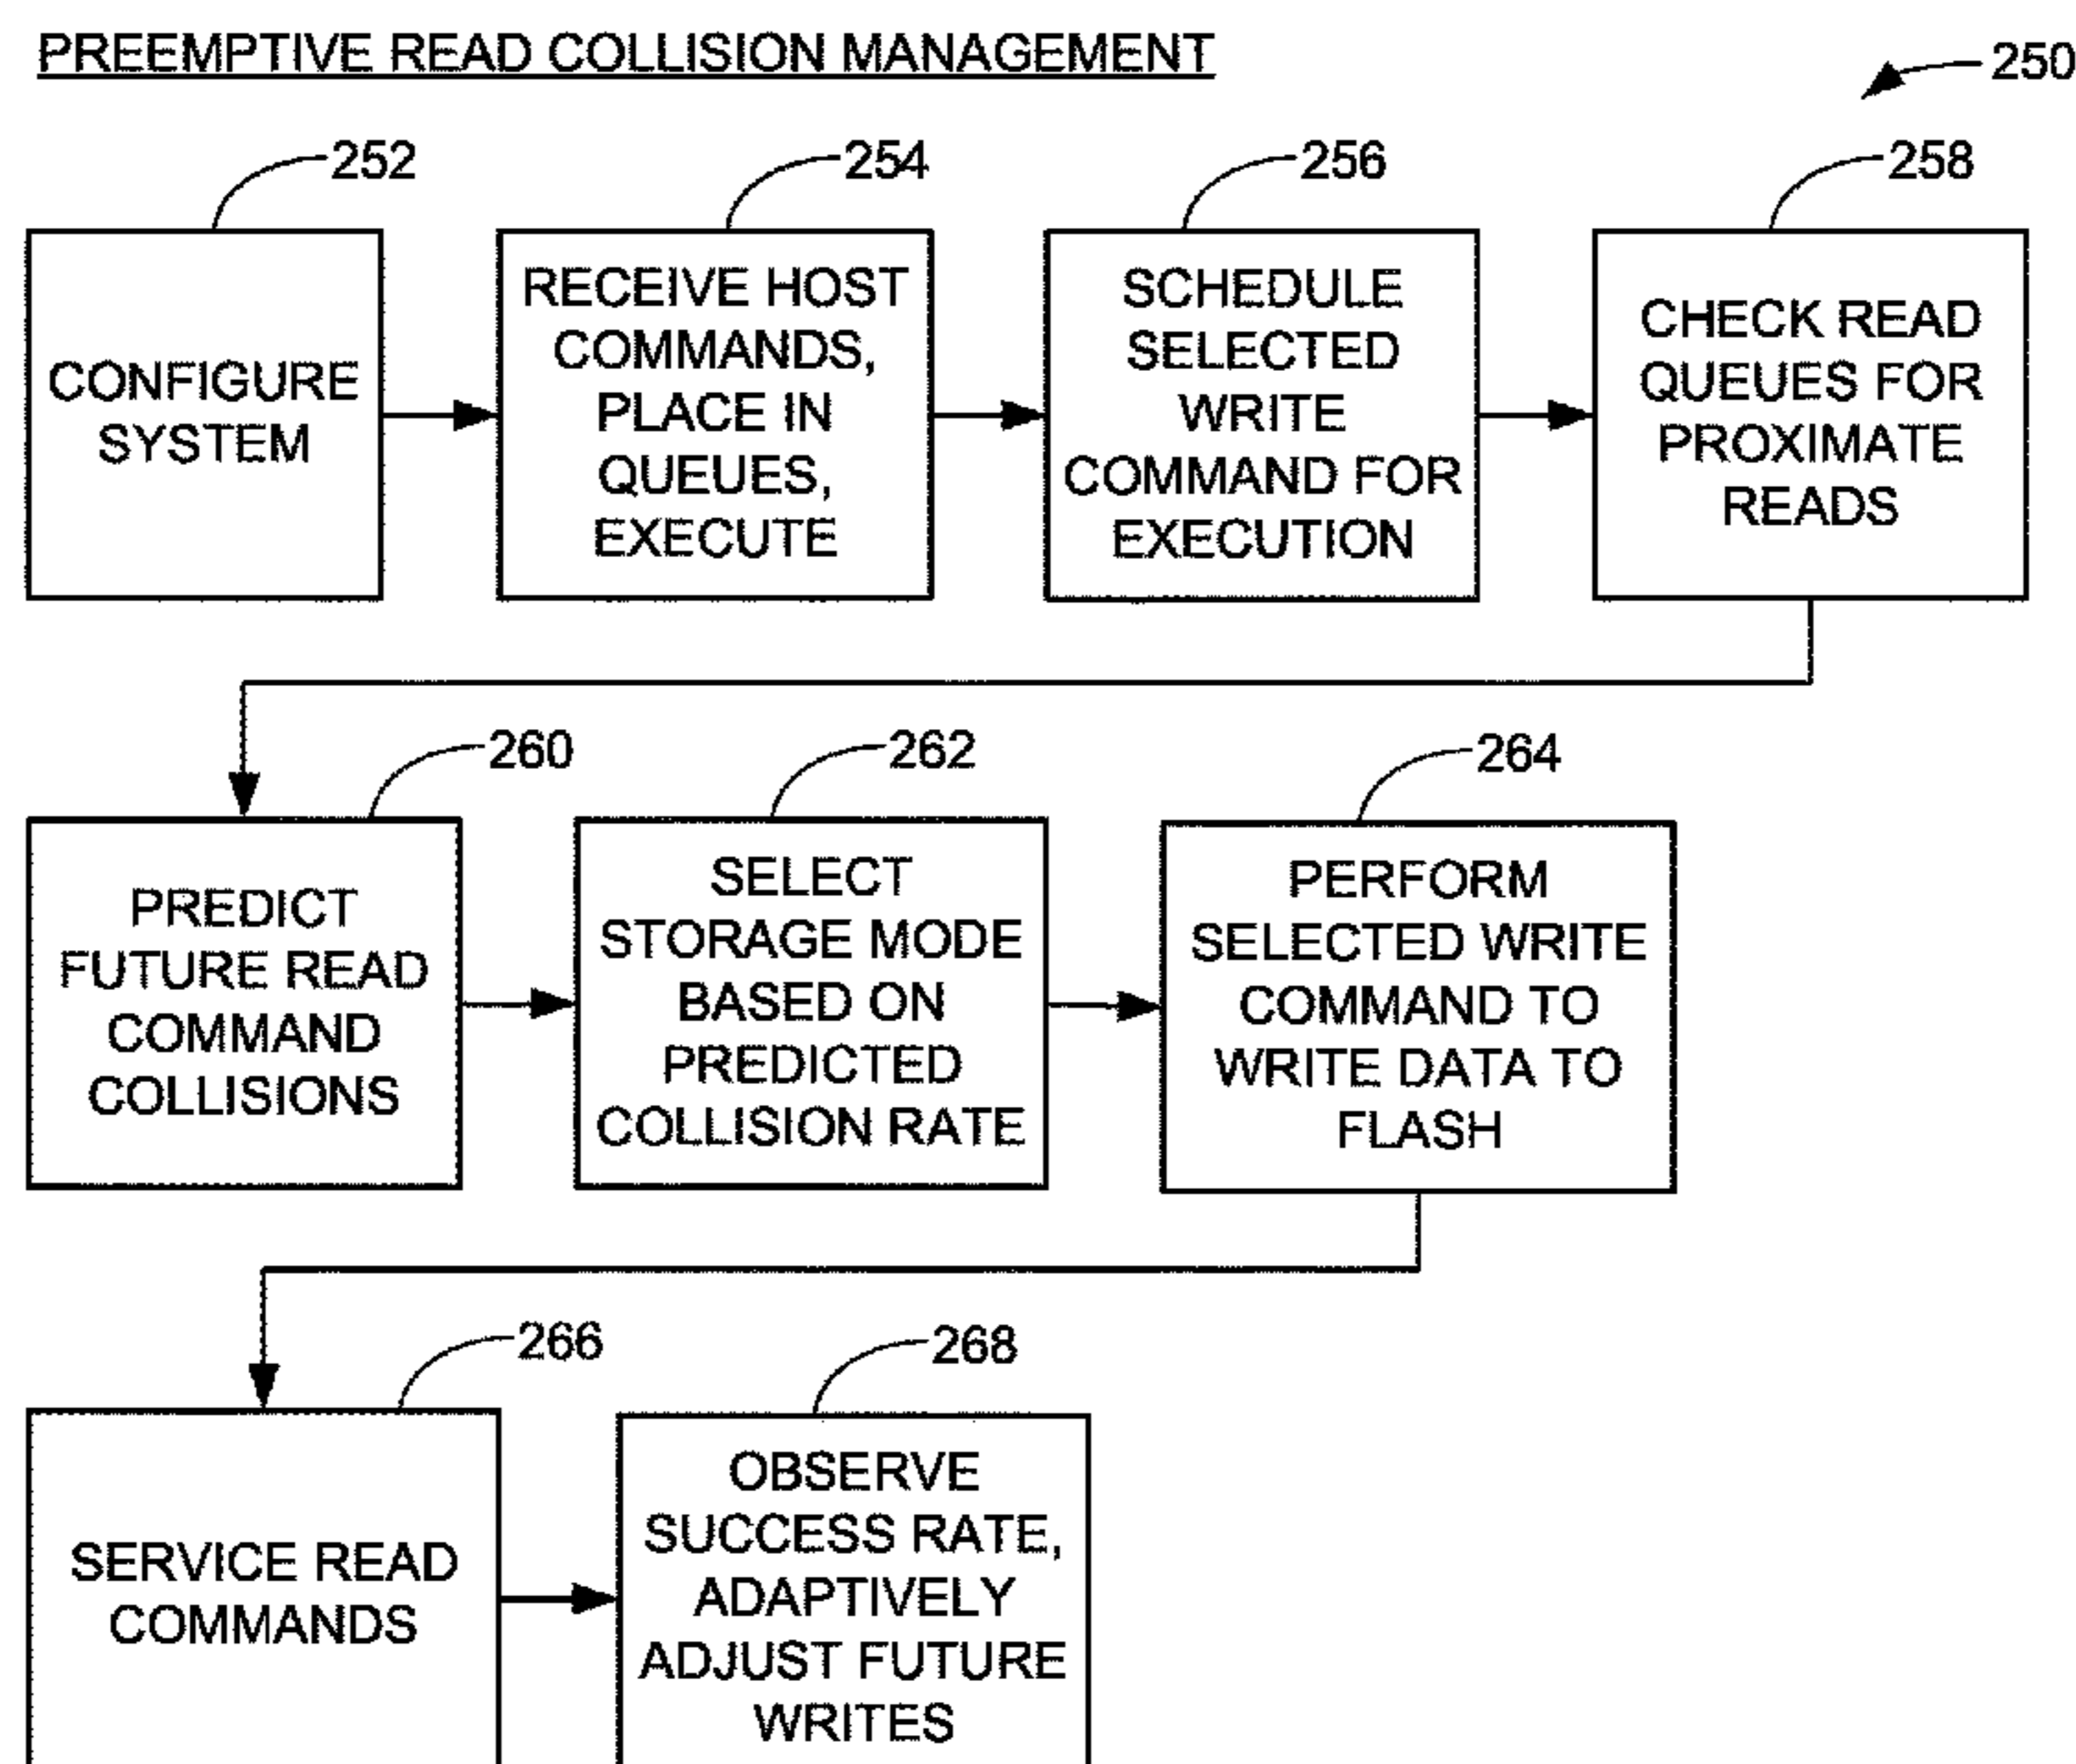 PREEMPTIVE READ COLLISION MANAGEMENT
250
252
CONFIGURE
SYSTEM
254
RECEIVE HOST
COMMANDS,
PLACE IN
QUEUES,
EXECUTE
256
SCHEDULE
SELECTED
WRITE
COMMAND FOR
EXECUTION
258
CHECK READ
QUEUES FOR
PROXIMATE
READS
260
PREDICT
FUTURE READ
COMMAND
COLLISIONS
262
SELECT
STORAGE MODE
BASED ON
PREDICTED
COLLISION RATE
264
PERFORM
SELECTED WRITE
COMMAND TO
WRITE DATA TO
FLASH
266
SERVICE READ
COMMANDS
268
OBSERVE
SUCCESS RATE,
ADAPTIVELY
ADJUST FUTURE
WRITES